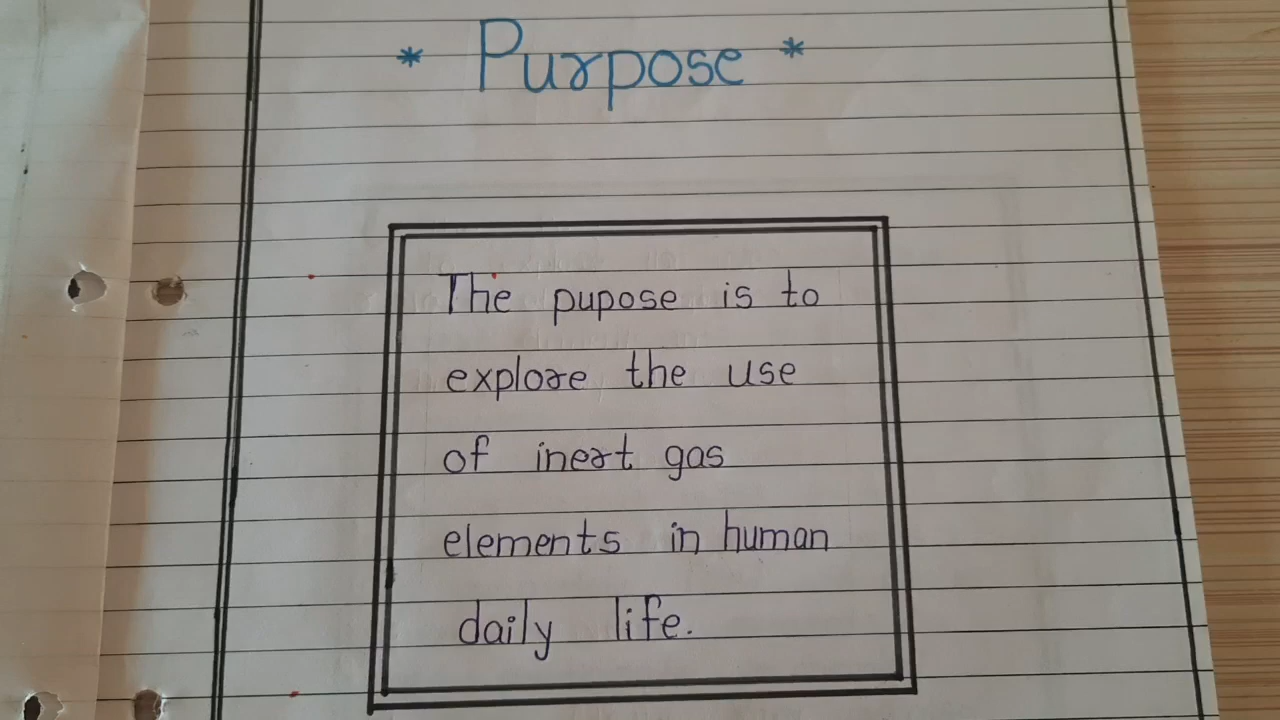 * Purpose *
The pupose is to
explore the use
of inert gas
elements in human
daily life.